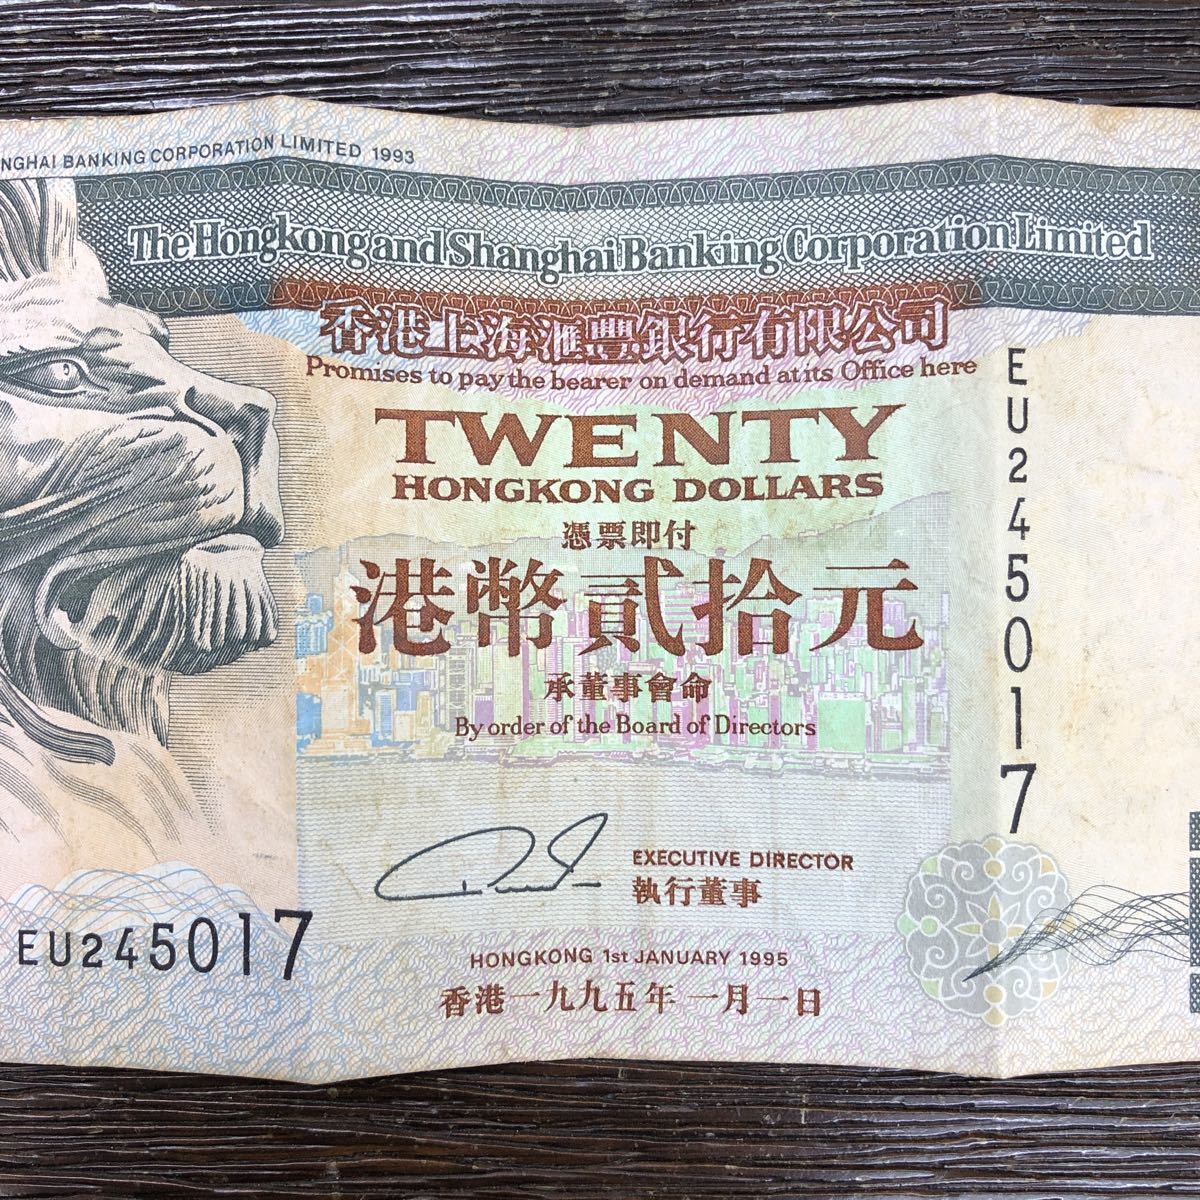 NGHAI BANKING CORPORATION LIMITED 1993
The Hongkong and Shanghai Banking Corporation Limited
香港上海滙豐銀行有限公司
Promises to pay the bearer on demand at its Office here
TWENTY
HONGKONG DOLLARS
憑票即付
港幣貳拾元
承董事會命
By order of the Board of Directors
EU245017
EXECUTIVE DIRECTOR
執行董事
EU245017
HONGKONG 1st JANUARY 1995
香港一九九五年一月一日